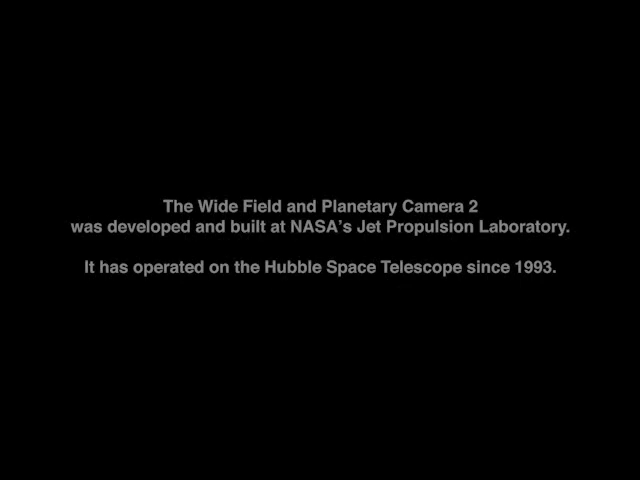 The Wide Field and Planetary Camera 2
was developed and built at NASA’s Jet Propulsion Laboratory.
It has operated on the Hubble Space Telescope since 1993.